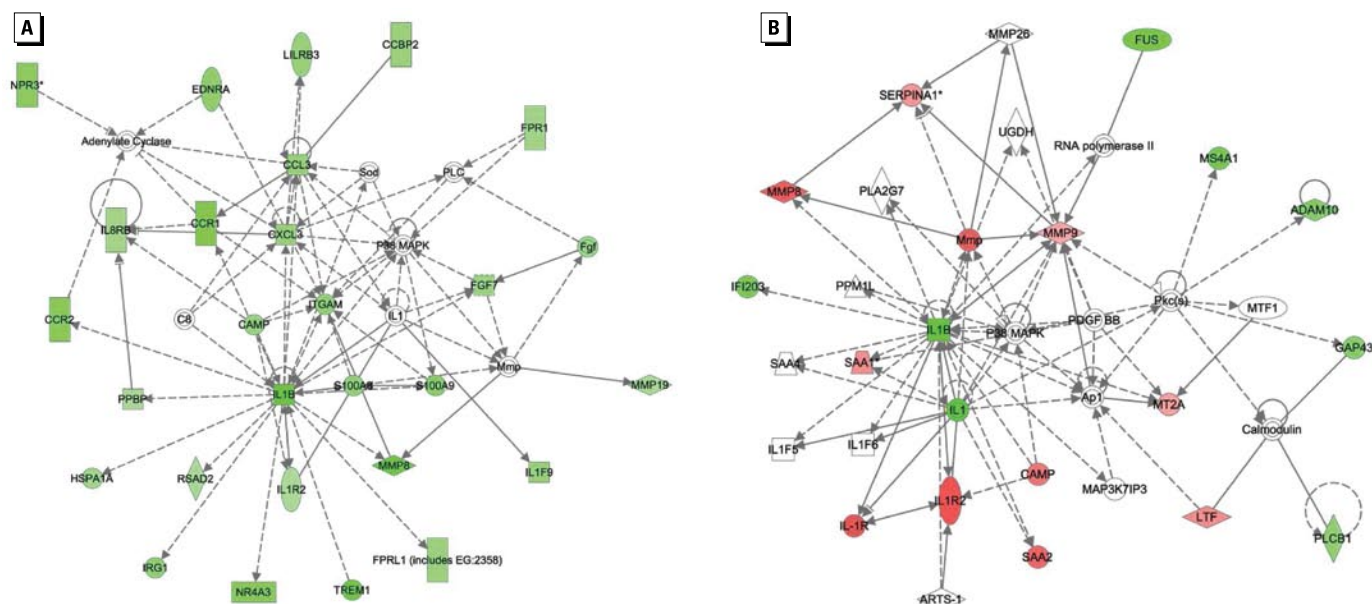 A
LILRB3
CCBP2
NPR3*
EDNRA
FPR1
Adenylate Cyclase
CCL3
Sod
PLC
IL8RB
CCR1
CXCL3
P38 MAPK
Fgf
FGF7
ITGAM
IL1
CCR2
C8
CAMP
Mmp
S100A8
S100A9
MMP19
PPBP
IL1B
HSPA1A
RSAD2
IL1R2
MMP8
IL1F9
IRG1
NR4A3
TREM1
FPRL1 (includes EG:2358)
B
MMP26
FUS
SERPINA1*
UGDH
RNA polymerase II
MS4A1
MMP8
PLA2G7
ADAM10
Mmp
MMP9
IFI203
PPM1L
Pkc(s)
MTF1
IL1B
P38 MAPK
PDGF BB
GAP43
SAA4
SAA1*
IL1
Ap1
MT2A
Calmodulin
IL1F5
IL1F6
CAMP
MAP3K7IP3
IL1R2
IL-1R
LTF
PLCB1
SAA2
ARTS-1